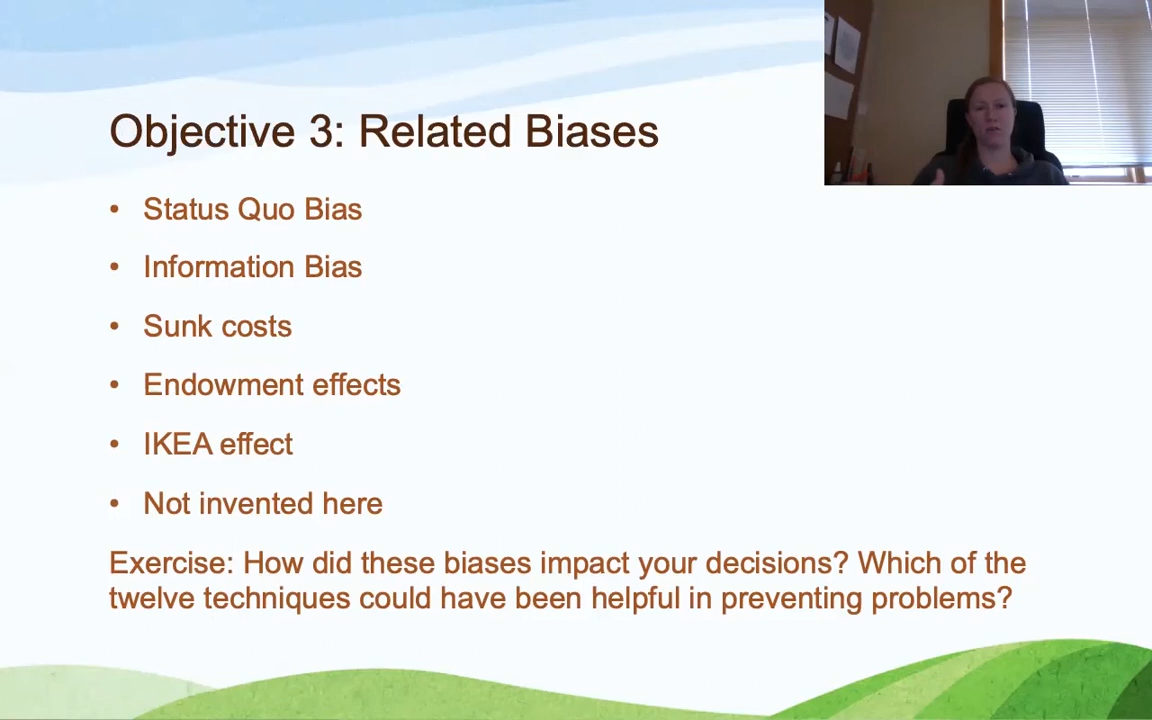 Objective 3: Related Biases
• Status Quo Bias
• Information Bias
• Sunk costs
• Endowment effects
• IKEA effect
• Not invented here
Exercise: How did these biases impact your decisions? Which of the
twelve techniques could have been helpful in preventing problems?